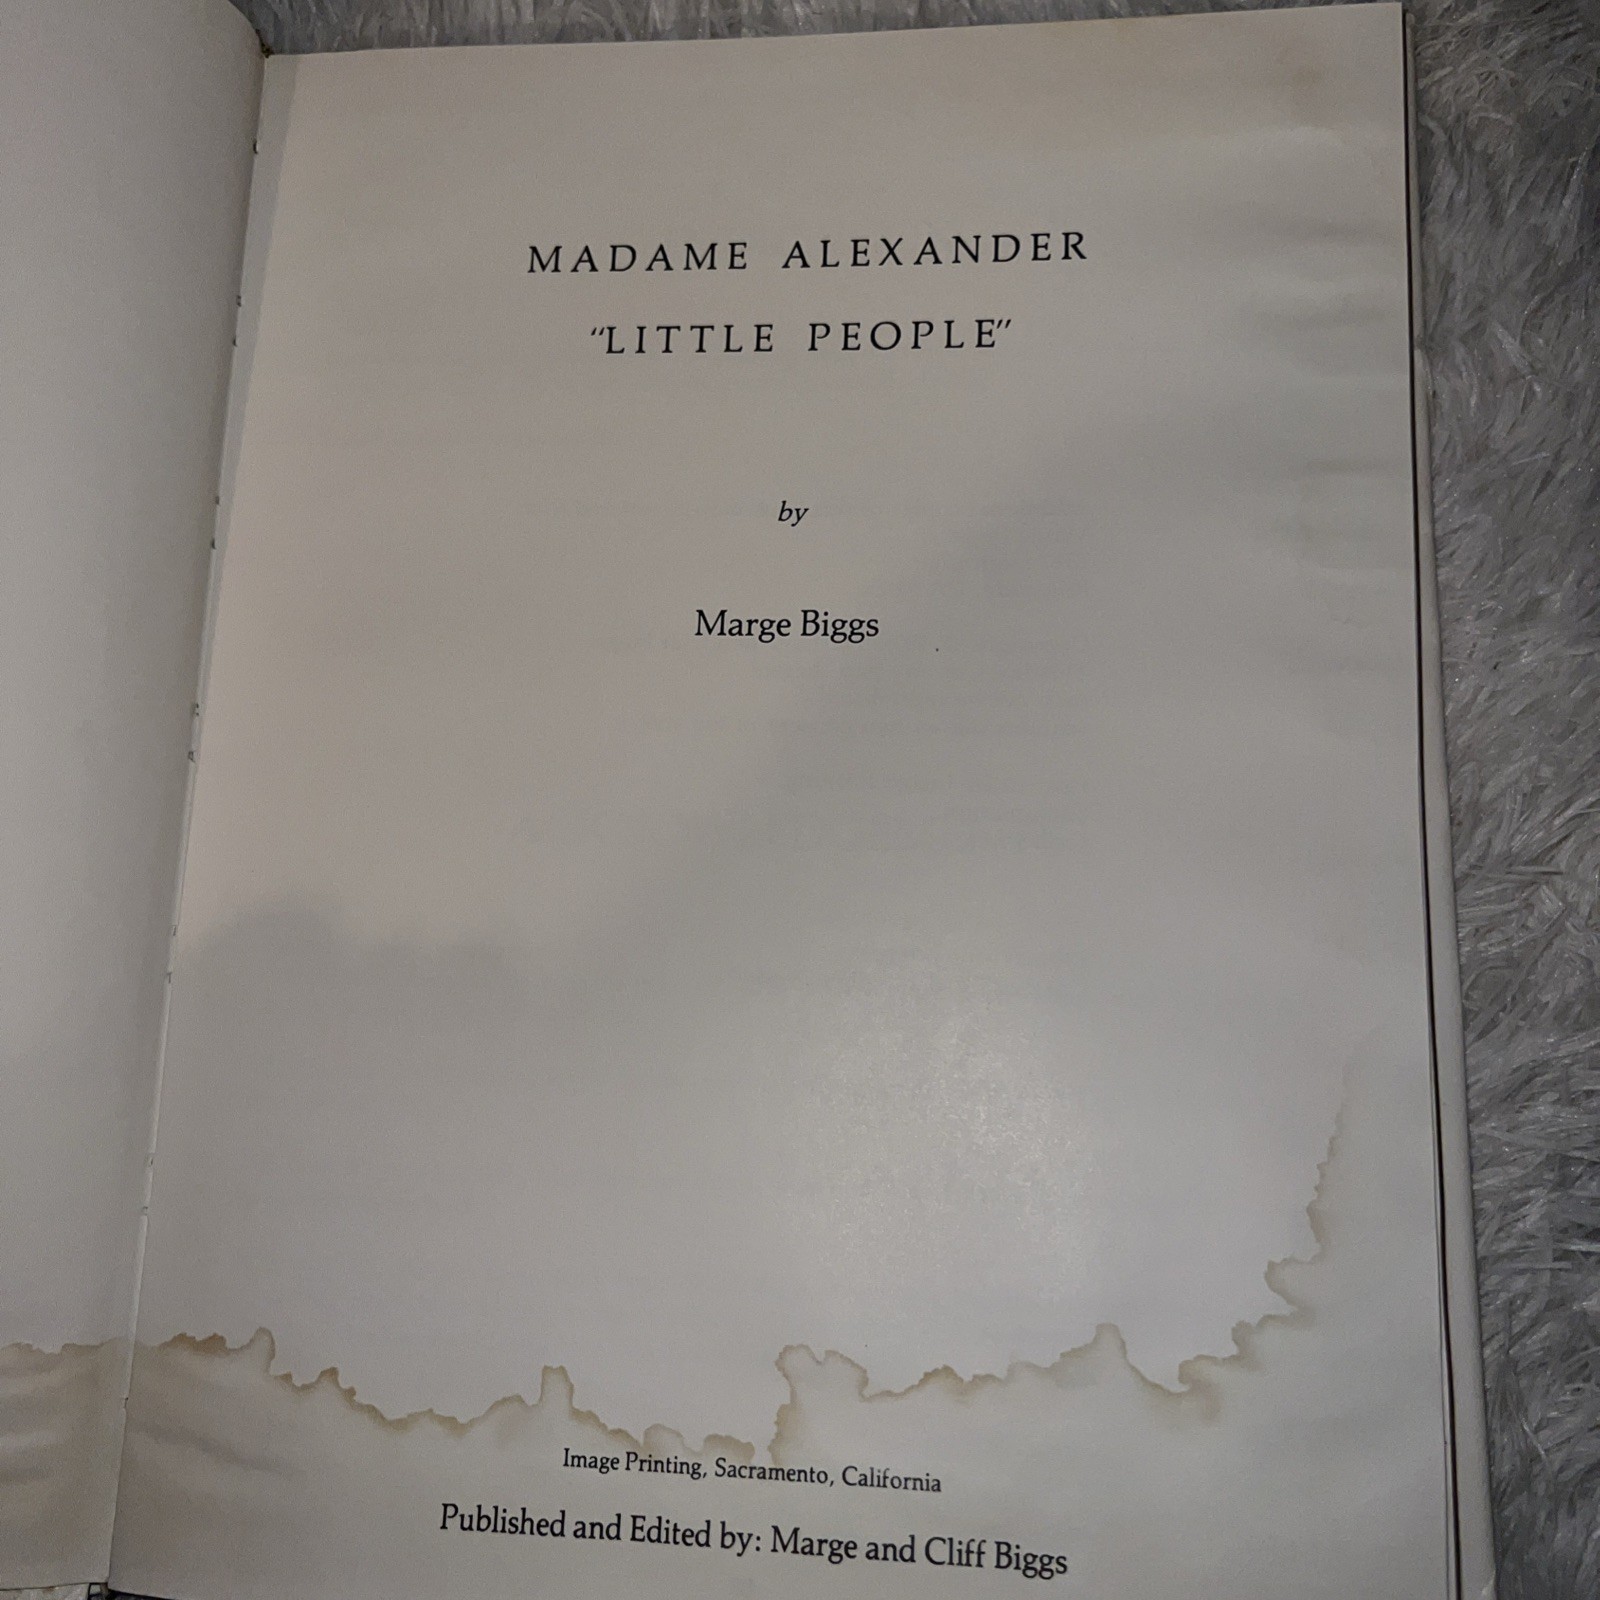 MADAME ALEXANDER
"LITTLE PEOPLE"
by
Marge Biggs
Image Printing, Sacramento, California
Published and Edited by: Marge and Cliff Biggs